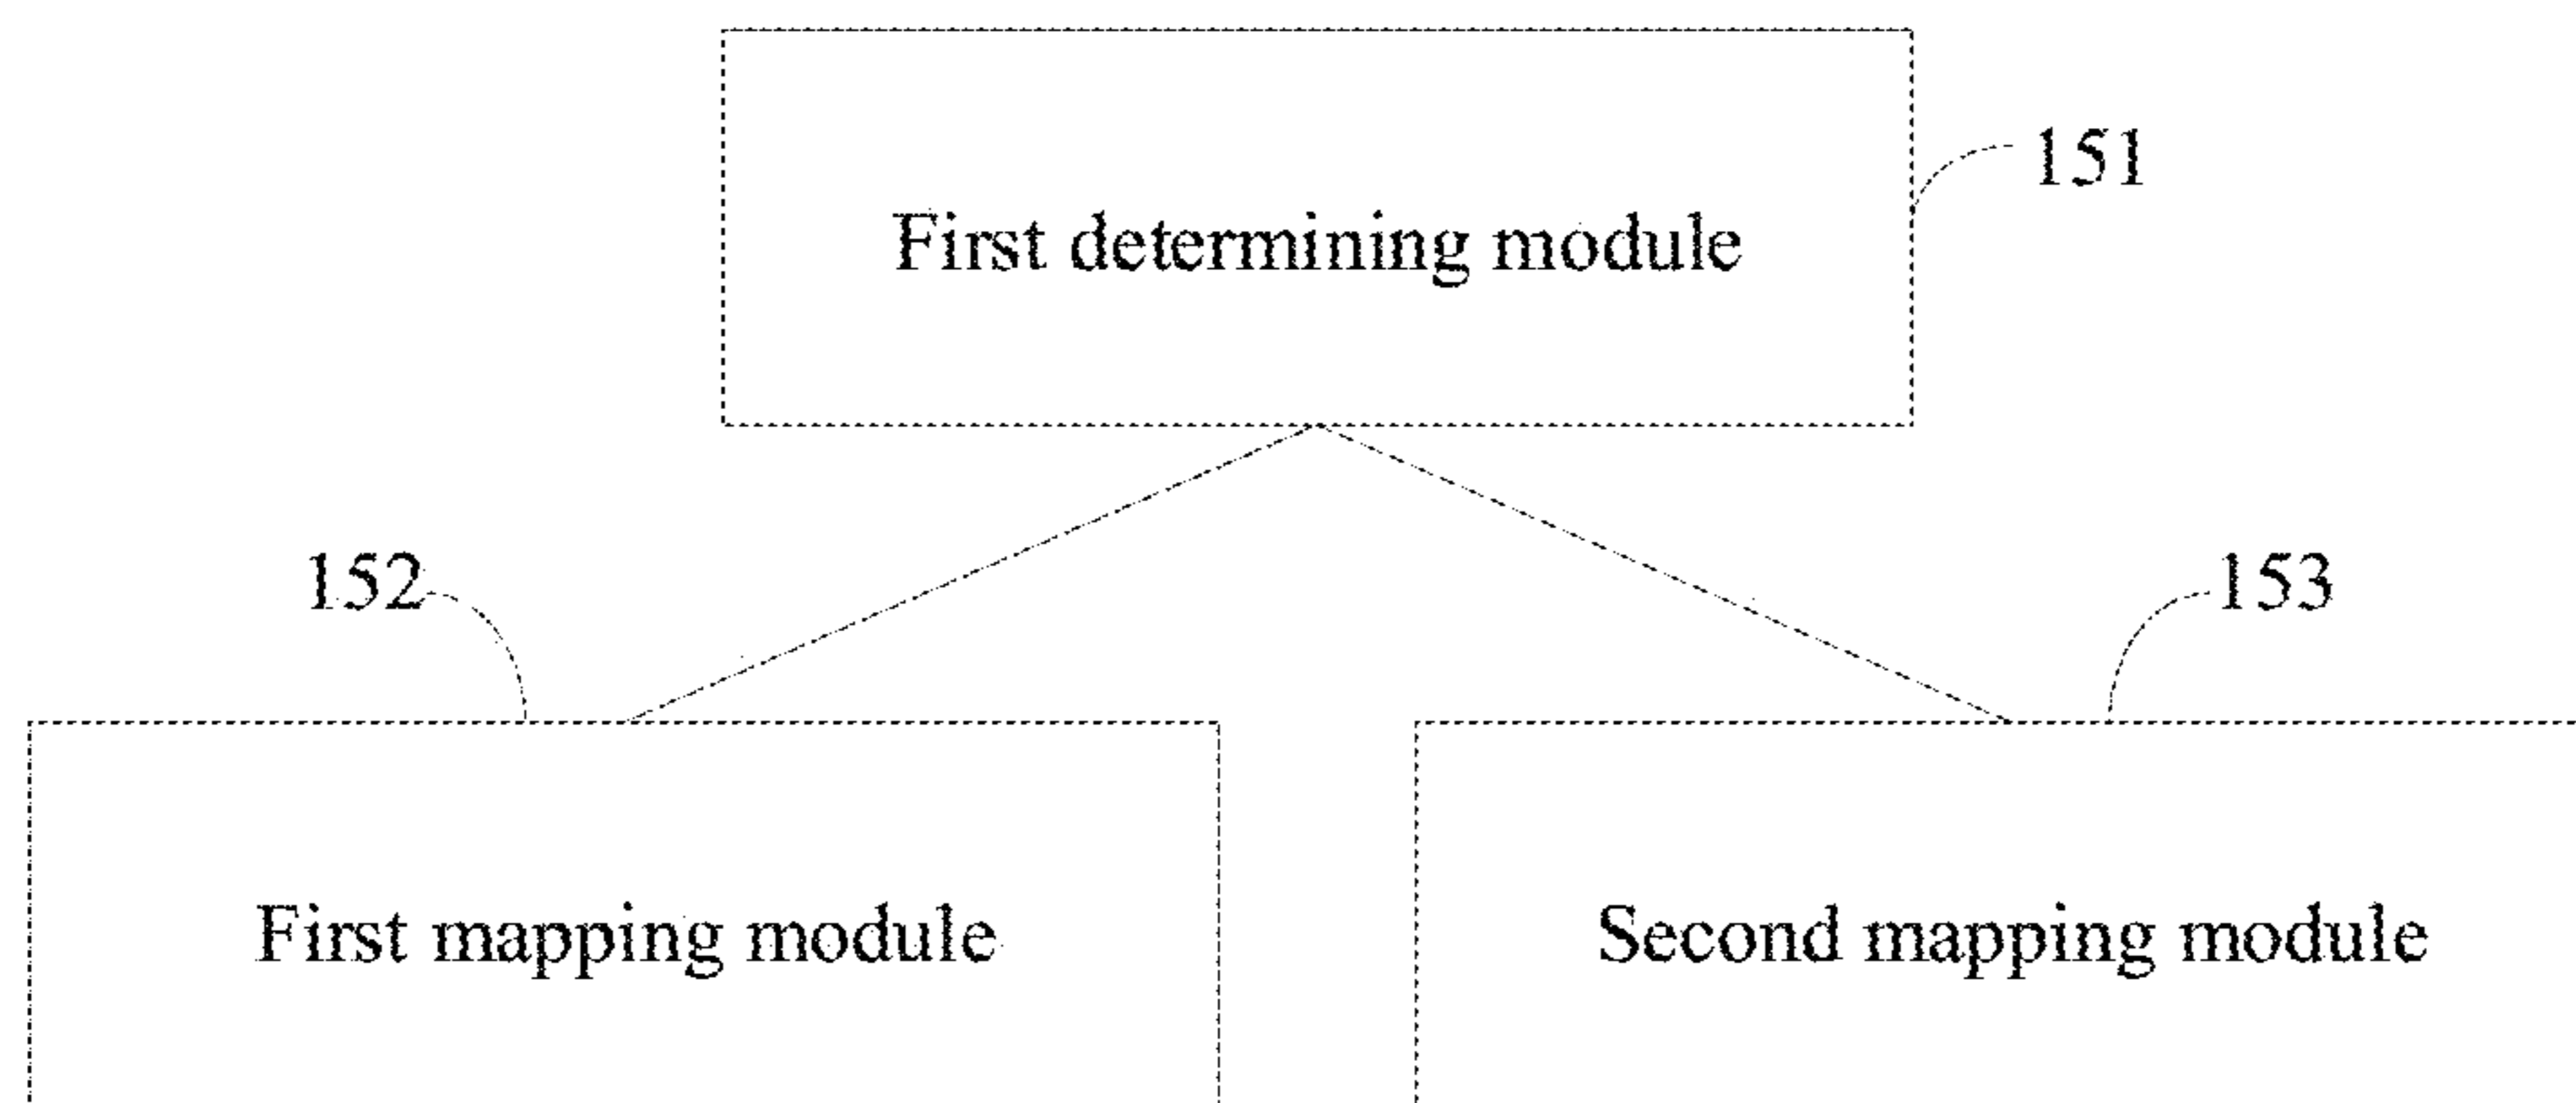 151
First determining module
152
153
First mapping module
Second mapping module